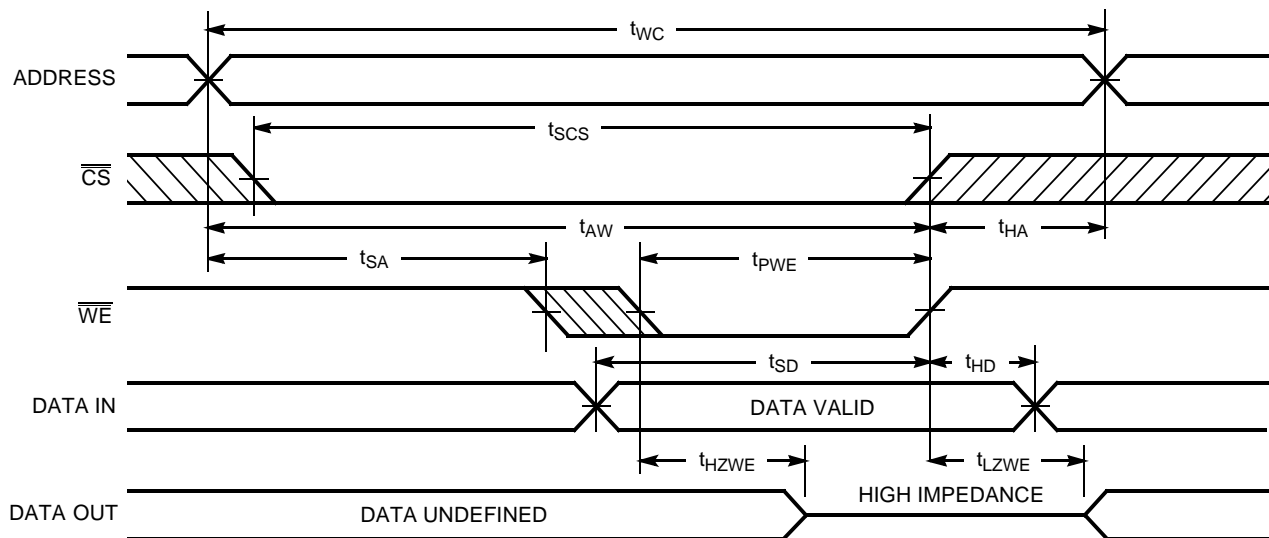 tWC
ADDRESS
tSCS
CS
tAW
tHA
tSA
tPWE
WE
tSD
tHD
DATA IN
DATA VALID
tHZWE
tLZWE
HIGH IMPEDANCE
DATA OUT
DATA UNDEFINED